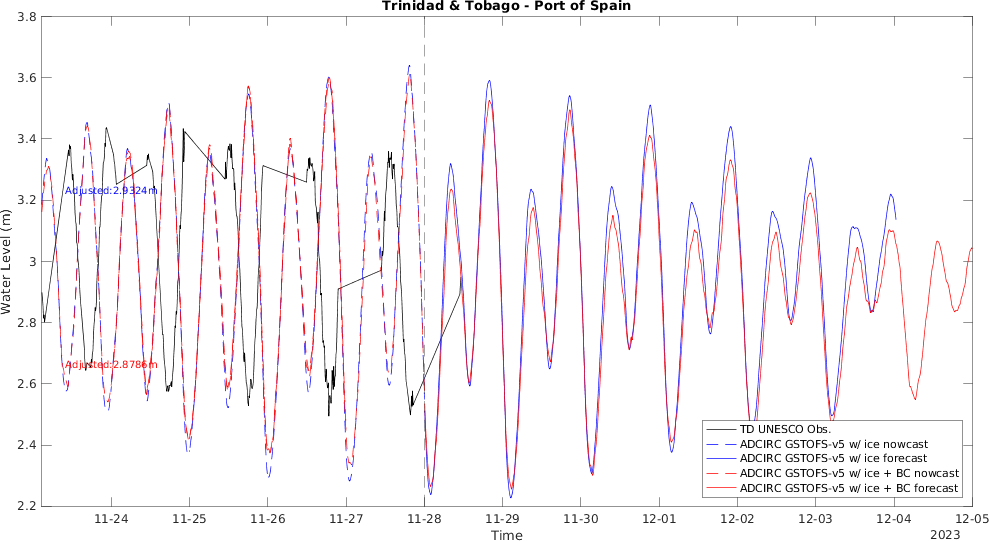 Trinidad & Tobago - Port of Spain
3.8
3.6
3.4
3.2
3
2.8
2.6
2.4
2.2
Water Level (m)
Adjusted:2.9324m
Adjusted:2.8786m
TD UNESCO Obs.
ADCIRC GSTOFS-v5 w/ ice nowcast
ADCIRC GSTOFS-v5 w/ ice forecast
ADCIRC GSTOFS-v5 w/ ice + BC nowcast
ADCIRC GSTOFS-v5 w/ ice + BC forecast
11-24 11-25 11-26 11-27 11-28 11-29 11-30 12-01 12-02 12-03 12-04 12-05
Time
2023